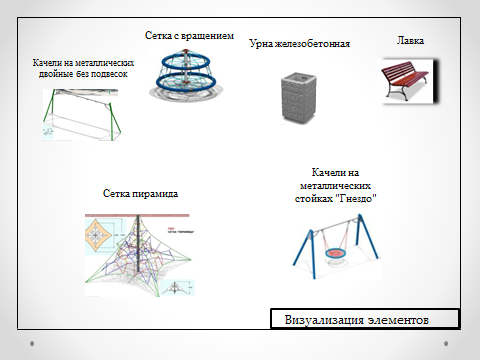 Сетка с вращением
Урна железобетонная
Лавка
Качели на металлических
двойные без подвесок
Сетка пирамида
Качели на
металлических
стойках "Гнездо"
Визуализация элементов